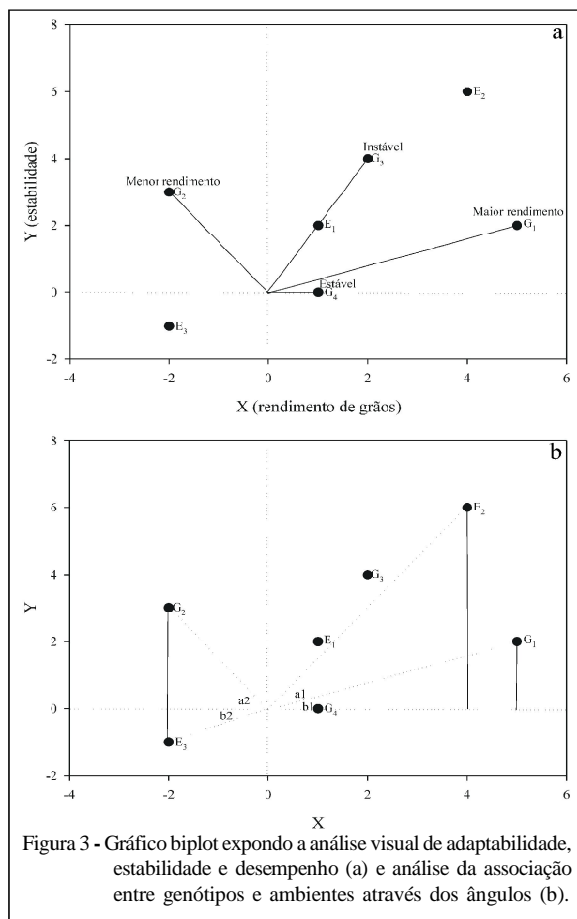 a
8
6
4
2
0
-2
Y (estabilidade)
E2
Instável
G3
Menor rendimento
G2
Maior rendimento
G1
E1
Estável
G4
E3
-4 -2 0 2 4 6
X (rendimento de grãos)
b
8
6
4
2
0
-2
Y
E2
G3
G2
E1
G1
a2
a1
b1
G4
b2
E3
-4 -2 0 2 4 6
X
Figura 3 - Gráfico biplot expondo a análise visual de adaptabilidade,
estabilidade e desempenho (a) e análise da associação
entre genótipos e ambientes através dos ângulos (b).